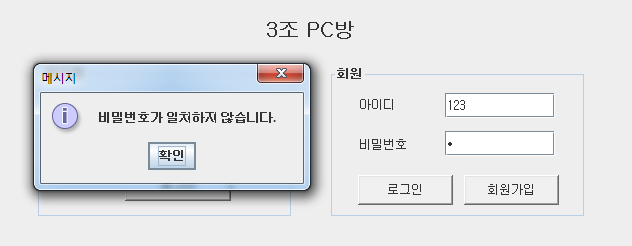 3조 PC방
메시지
비밀번호가 일치하지 않습니다.
확인
회원
아이디
123
비밀번호
로그인
회원가입